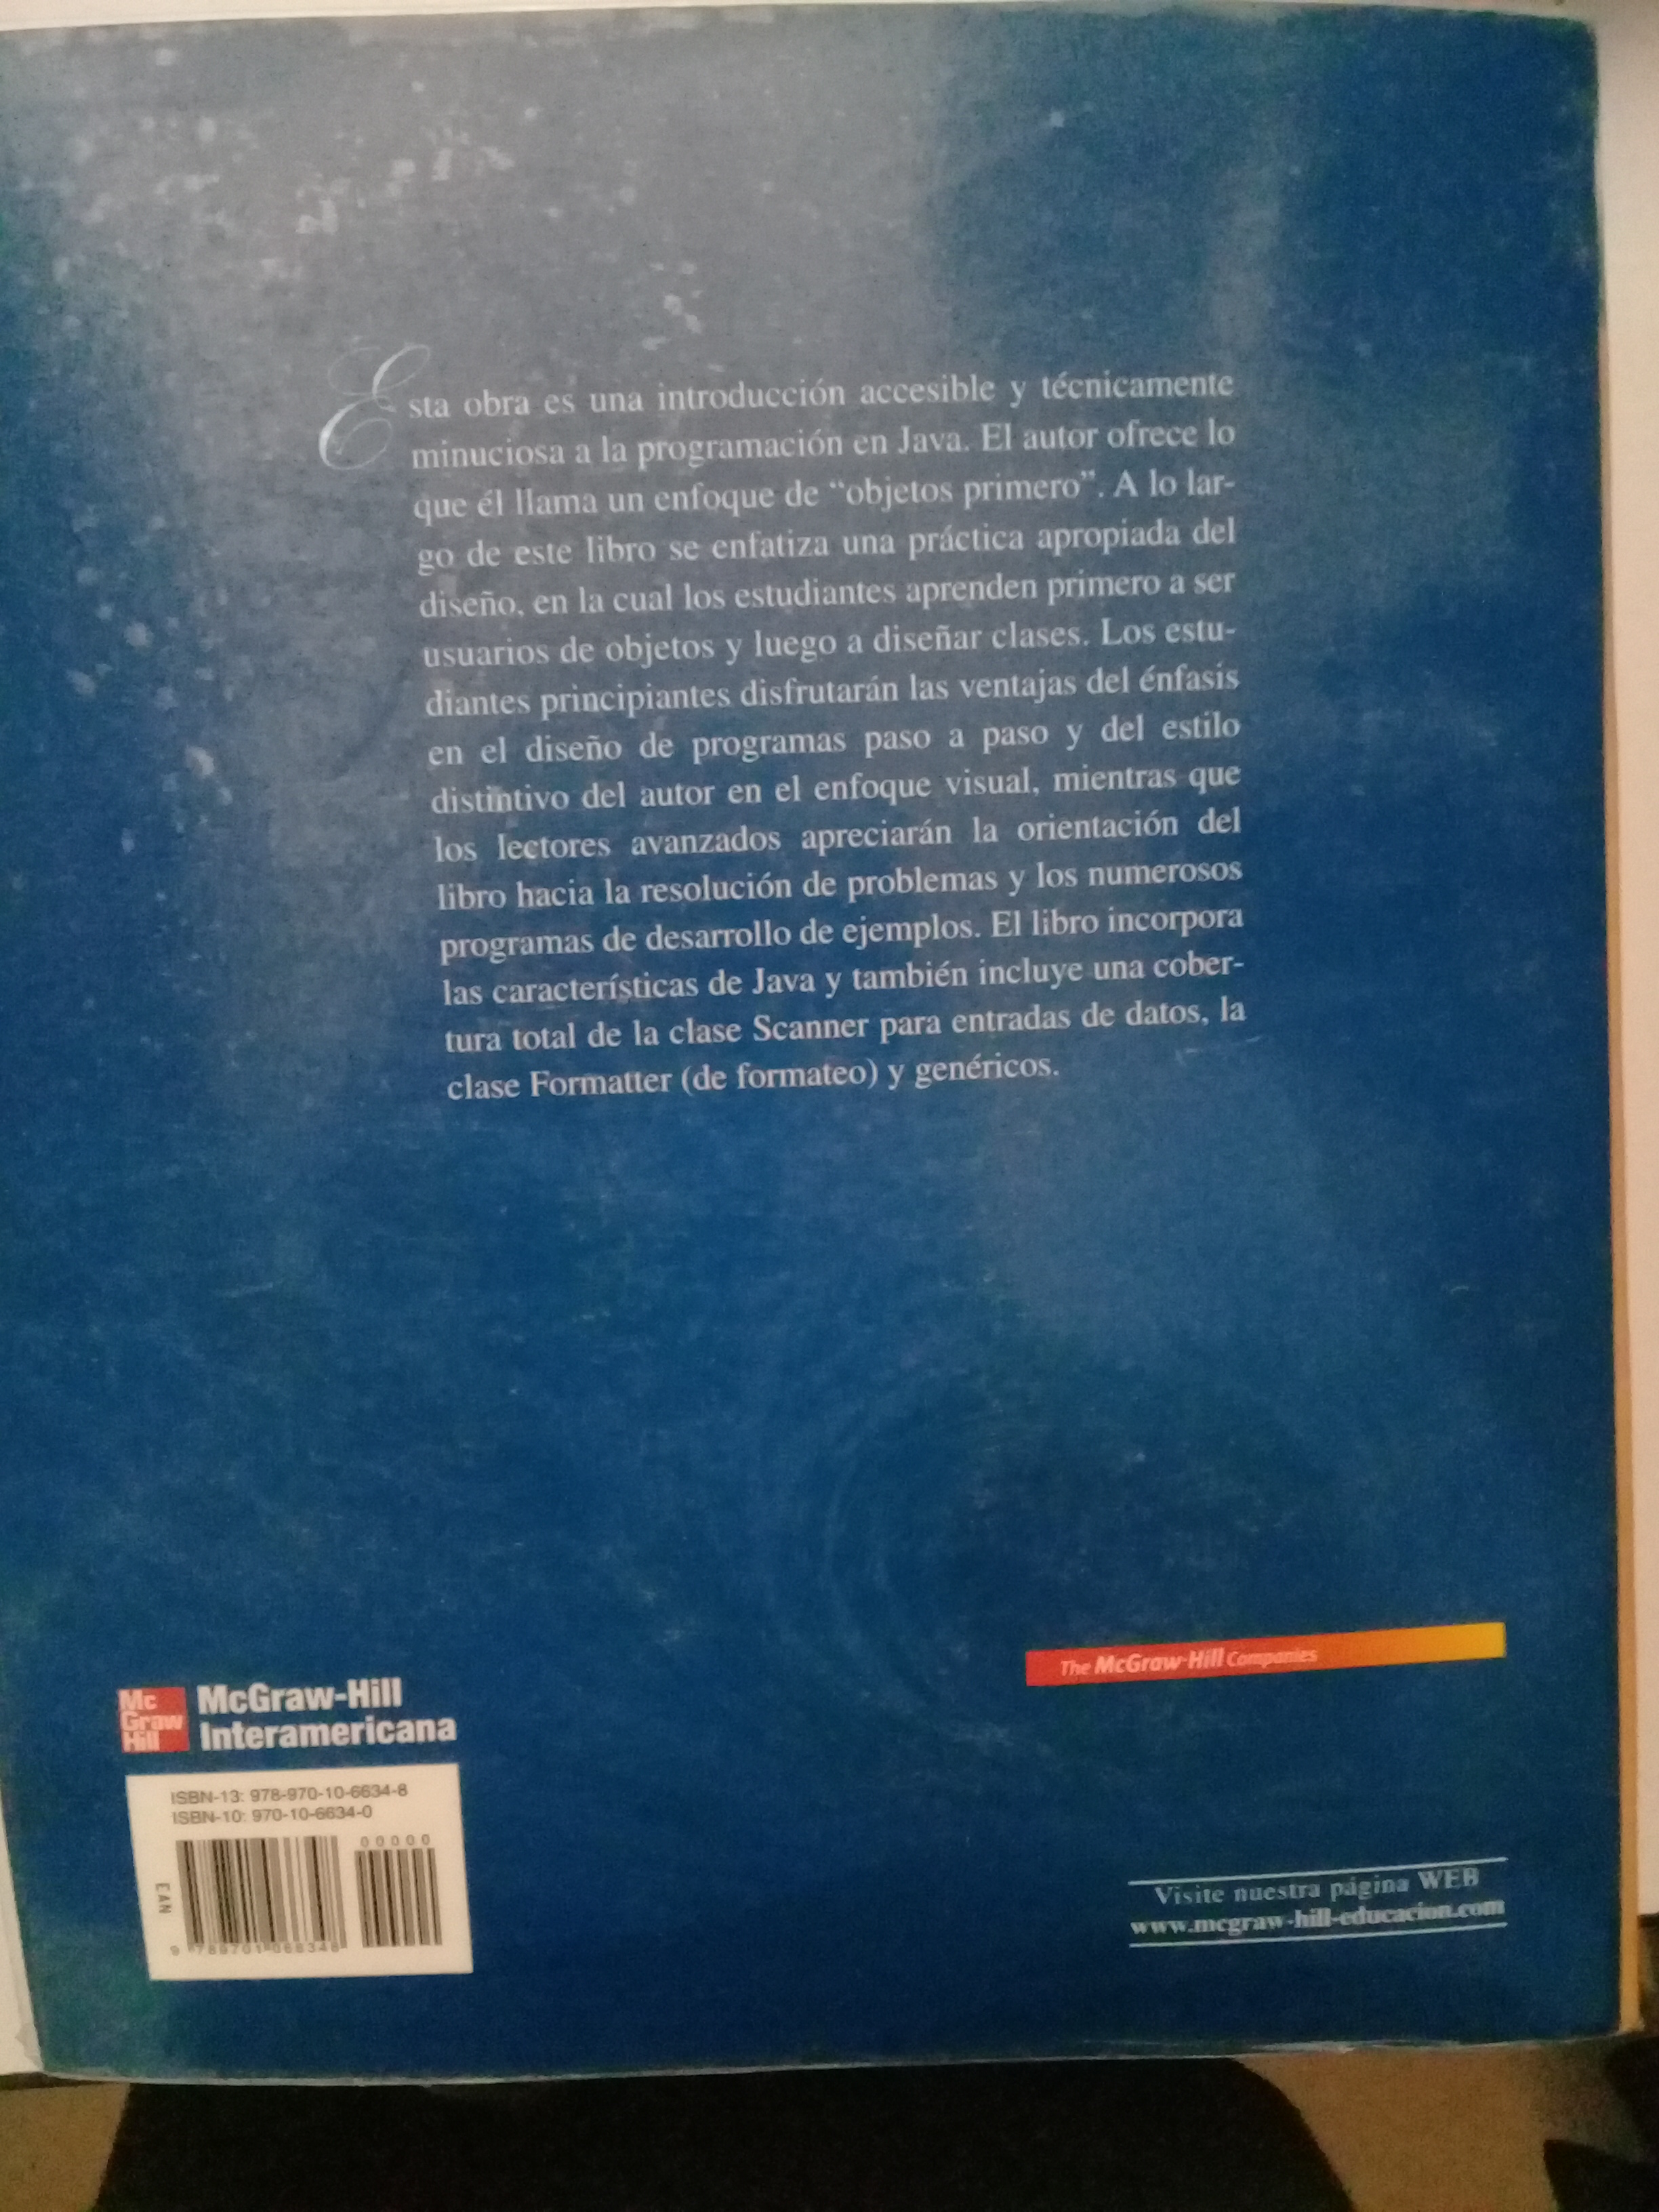 Esta obra es una introducción accesible y técnicamente
minuciosa a la programación en Java. El autor ofrece lo
que él llama un enfoque de “objetos primero”. A lo lar-
go de este libro se enfatiza una práctica apropiada del
diseño, en la cual los estudiantes aprenden primero a ser
usuarios de objetos y luego a diseñar clases. Los estu-
diantes principiantes disfrutarán las ventajas del énfasis
en el diseño de programas paso a paso y del estilo
distintivo del autor en el enfoque visual, mientras que
los lectores avanzados apreciarán la orientación del
libro hacia la resolución de problemas y los numerosos
programas de desarrollo de ejemplos. El libro incorpora
las características de Java y también incluye una cober-
tura total de la clase Scanner para entradas de datos, la
clase Formatter (de formateo) y genéricos.
The McGraw-Hill Companies
Mc
Graw
Hill
McGraw-Hill
Interamericana
ISBN-13: 978-970-10-6634-8
ISBN-10: 970-10-6634-0
00000
EAN
Visite nuestra página WEB
www.mcgraw-hill-educacion.com